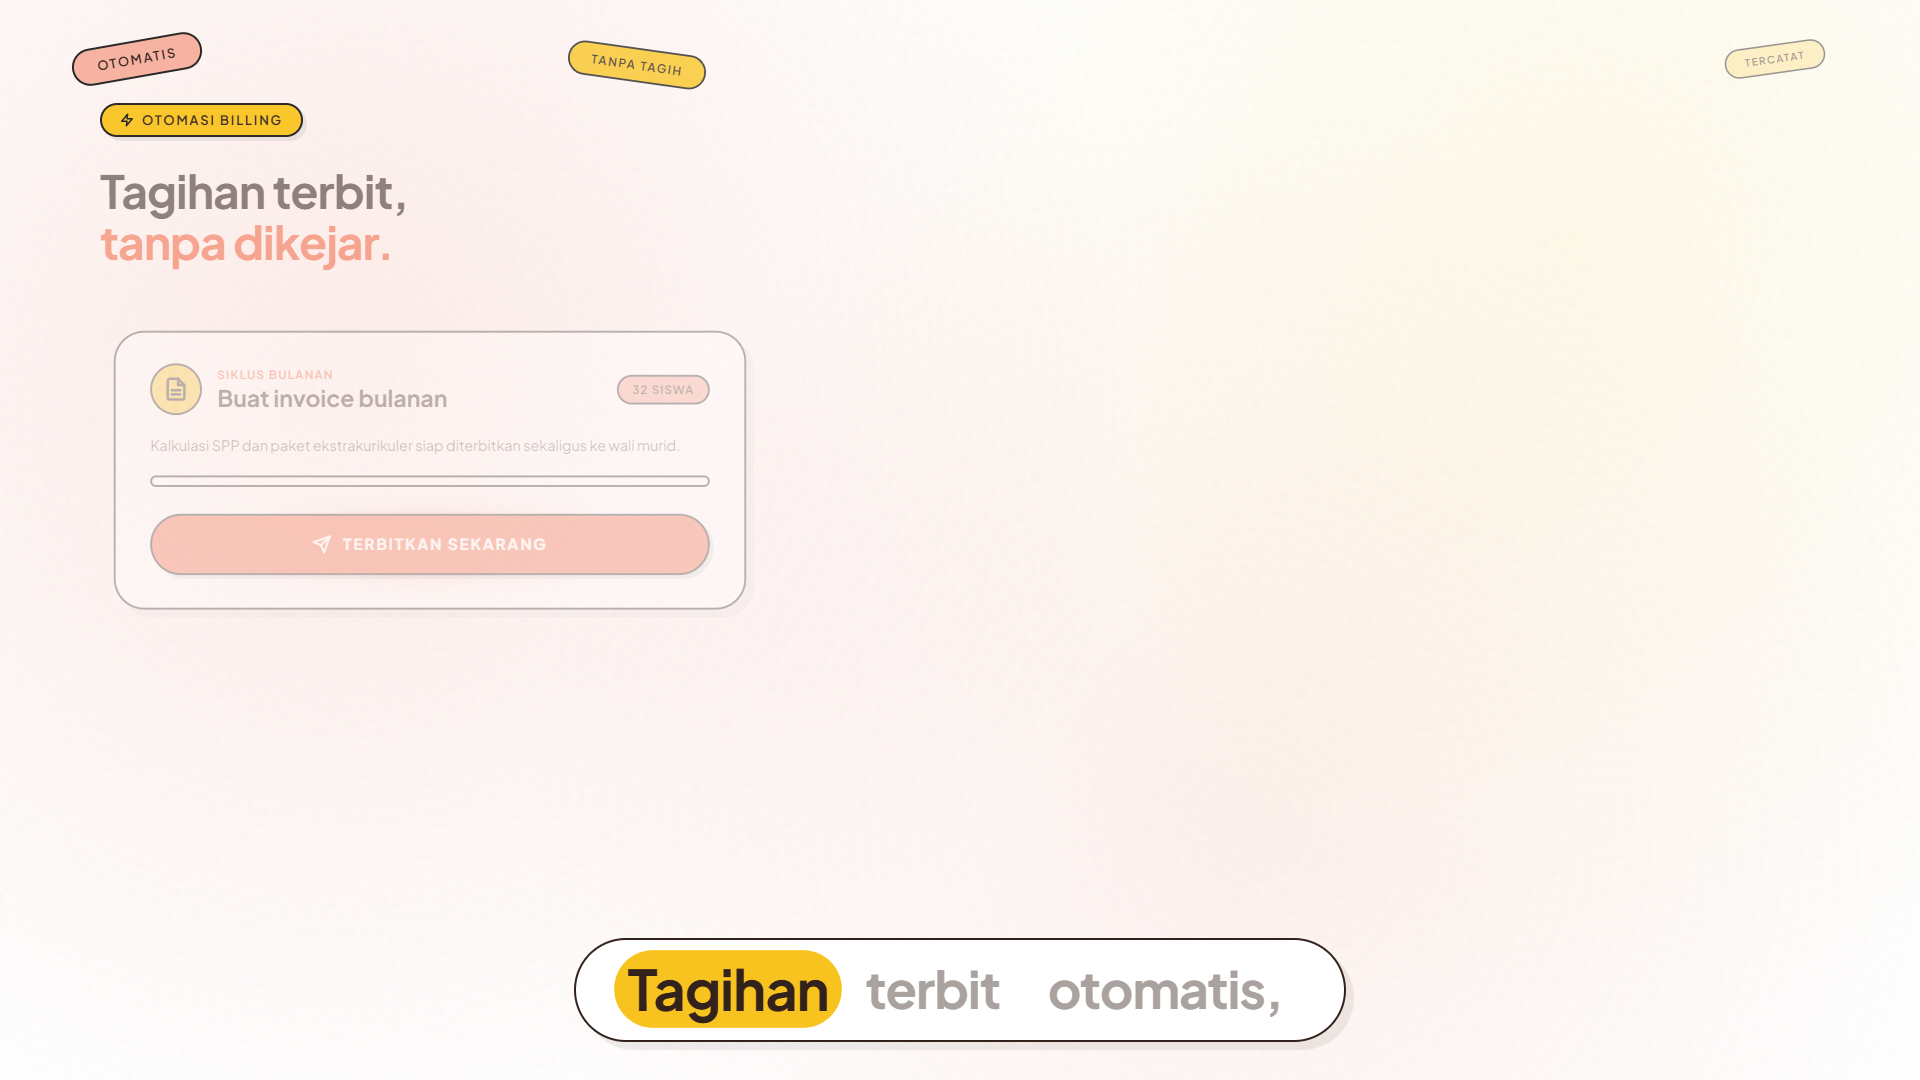 OTOMATIS
TANPA TAGIH
TERCATAT
OTOMASI BILLING
Tagihan terbit,
tanpa dikejar.
SIKLUS BULANAN
Buat invoice bulanan
32 SISWA
Kalkulasi SPP dan paket ekstrakurikuler siap diterbitkan sekaligus ke wali murid.
TERBITKAN SEKARANG
Tagihan terbit otomatis,